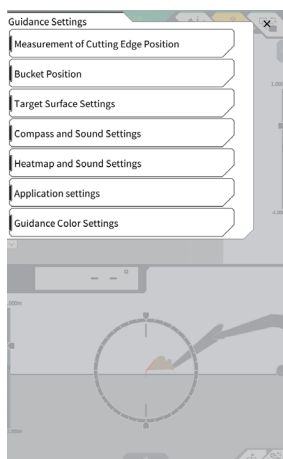 Guidance Settings
Measurement of Cutting Edge Position
Bucket Position
Target Surface Settings
Compass and Sound Settings
Heatmap and Sound Settings
Application settings
Guidance Color Settings